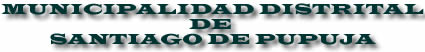 MUNICIPALIDAD DISTRITAL
DE
SANTIAGO DE PUPUJA